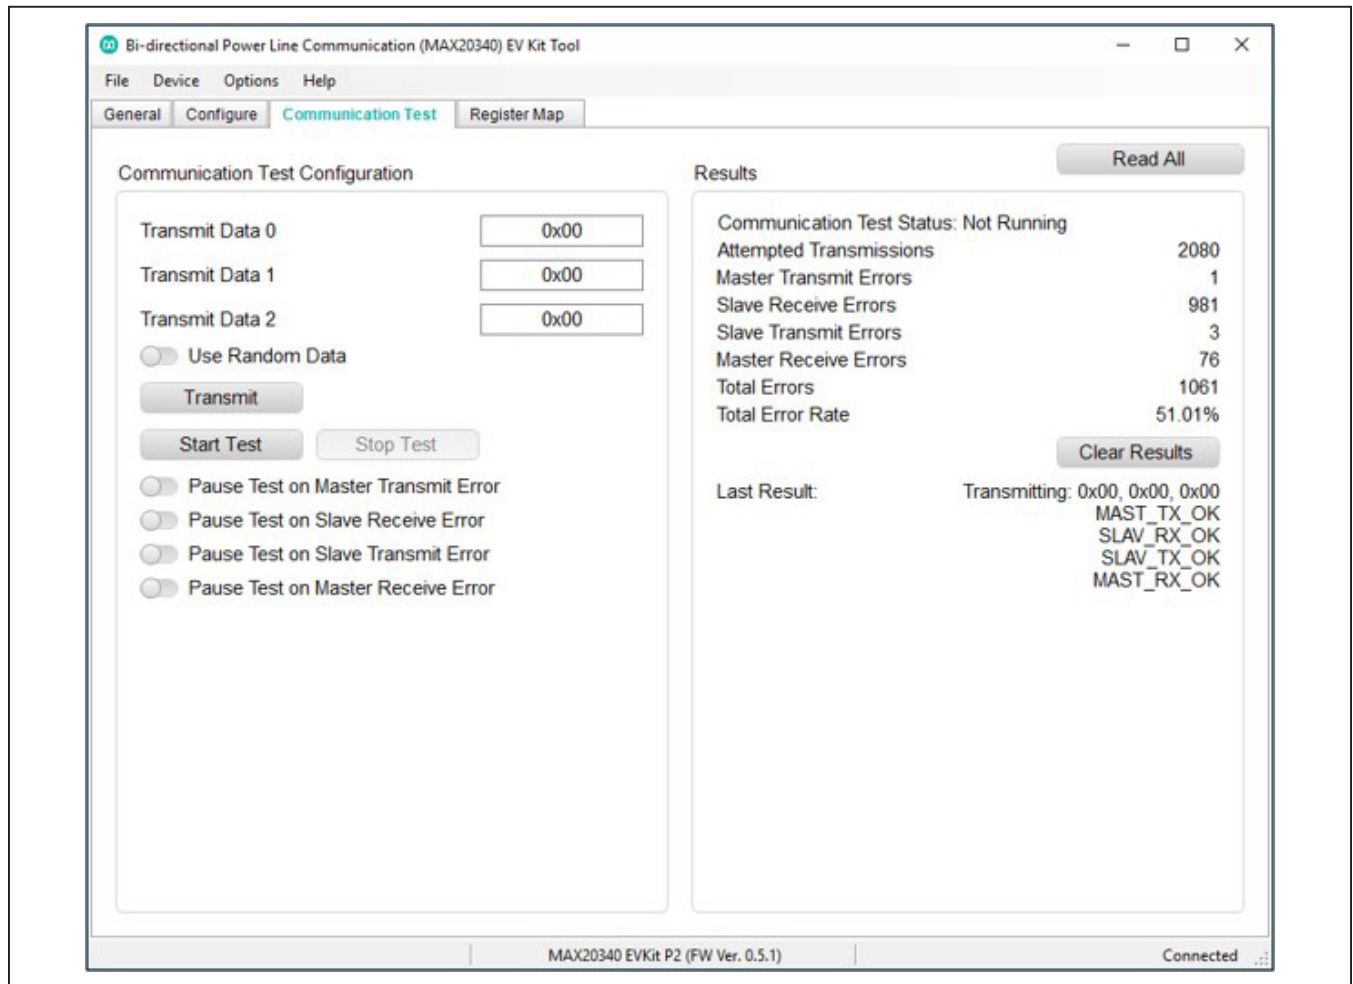 Bi-directional Power Line Communication (MAX20340) EV Kit Tool
File Device Options Help
General Configure Communication Test Register Map
Read All
Communication Test Configuration
Transmit Data 0 0x00
Transmit Data 1 0x00
Transmit Data 2 0x00
Use Random Data
Transmit
Start Test Stop Test
Pause Test on Master Transmit Error
Pause Test on Slave Receive Error
Pause Test on Slave Transmit Error
Pause Test on Master Receive Error
Results
Communication Test Status: Not Running
Attempted Transmissions 2080
Master Transmit Errors 1
Slave Receive Errors 981
Slave Transmit Errors 3
Master Receive Errors 76
Total Errors 1061
Total Error Rate 51.01%
Clear Results
Last Result: Transmitting: 0x00, 0x00, 0x00
MAST_TX_OK
SLAV_RX_OK
SLAV_TX_OK
MAST_RX_OK
MAX20340 EVKit P2 (FW Ver. 0.5.1) Connected